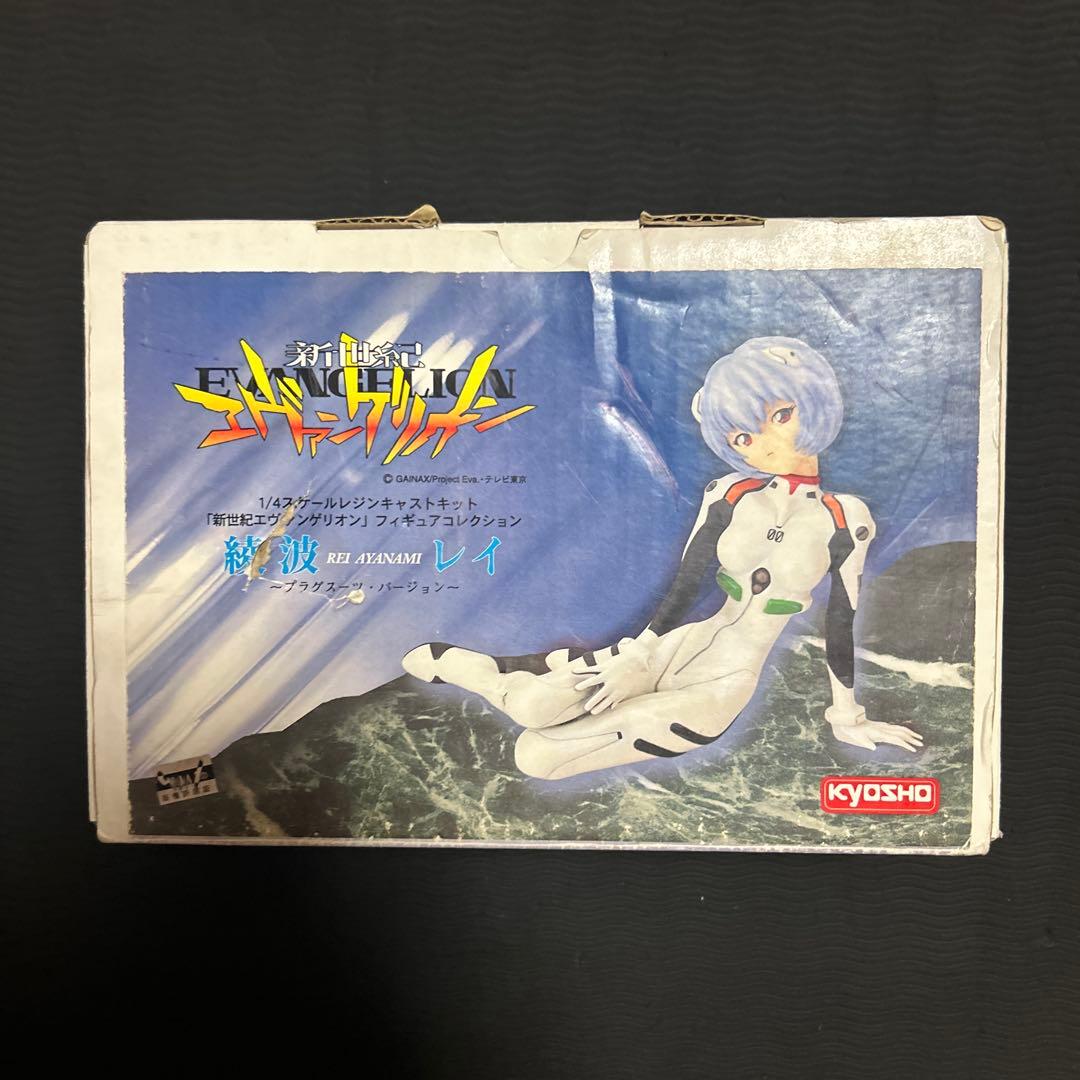 新世紀
EVANGELION
ヱヴァンゲリヲン
© GAINAX/Project Eva.・テレビ東京
1/4スケールレジンキャストキット
「新世紀エヴァンゲリオン」フィギュアコレクション
綾波 REI AYANAMI レイ
〜プラグスーツ・バージョン〜
00
KYOSHO